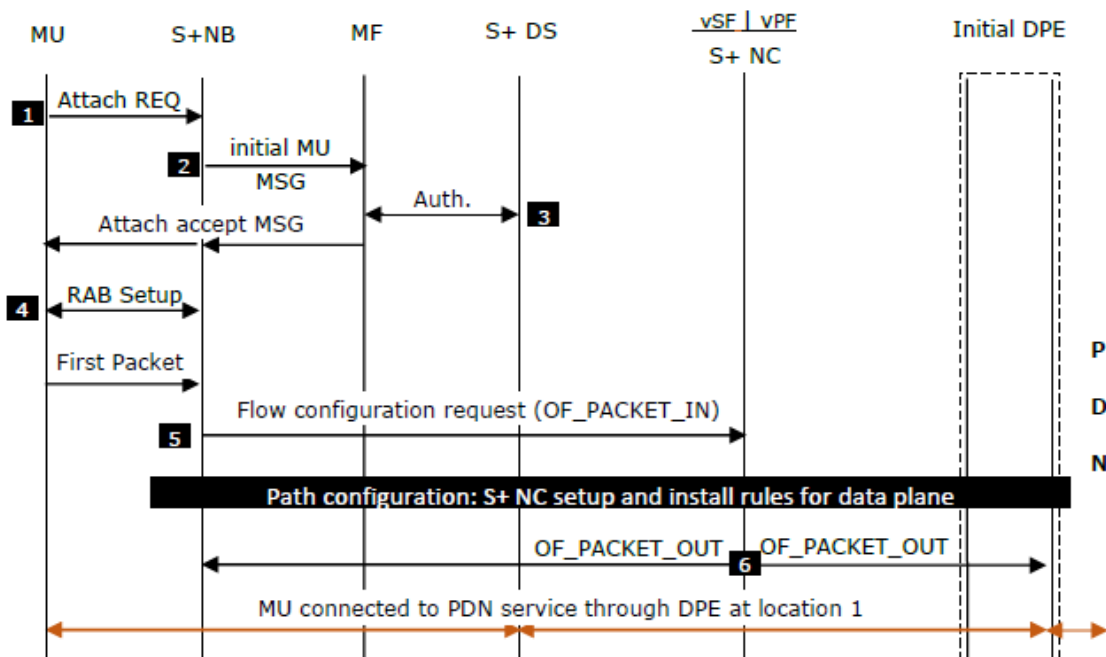 MU
S+NB
MF
S+ DS
vSF | vPF
S+ NC
Initial DPE
Attach REQ
1
initial MU
2
MSG
Auth.
3
Attach accept MSG
RAB Setup
4
First Packet
P
D
N
Flow configuration request (OF_PACKET_IN)
5
Path configuration: S+ NC setup and install rules for data plane
OF_PACKET_OUT
6
OF_PACKET_OUT
MU connected to PDN service through DPE at location 1